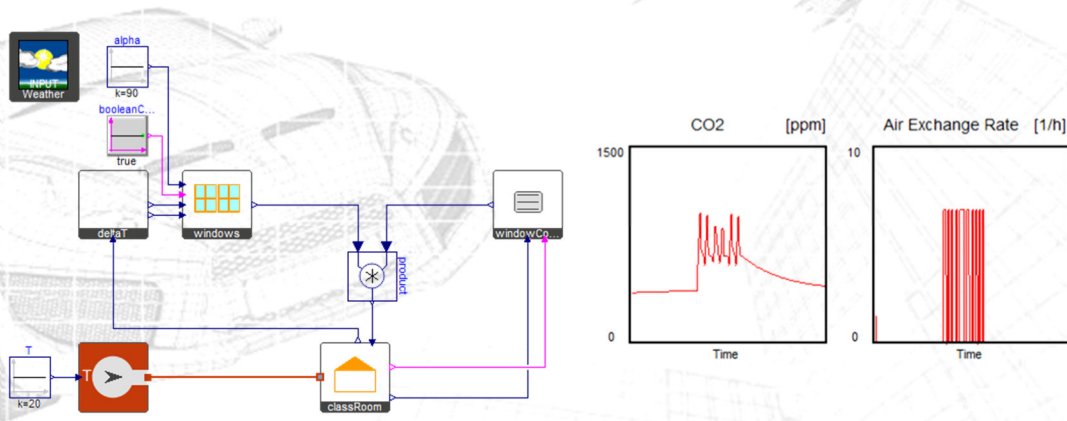 INPUT
Weather
alpha
k=90
booleanC...
true
deltaT
windows
windowCo...
product
T
k=20
T
classRoom
CO2 [ppm]
1500
0
Time
Air Exchange Rate [1/h]
10
0
Time